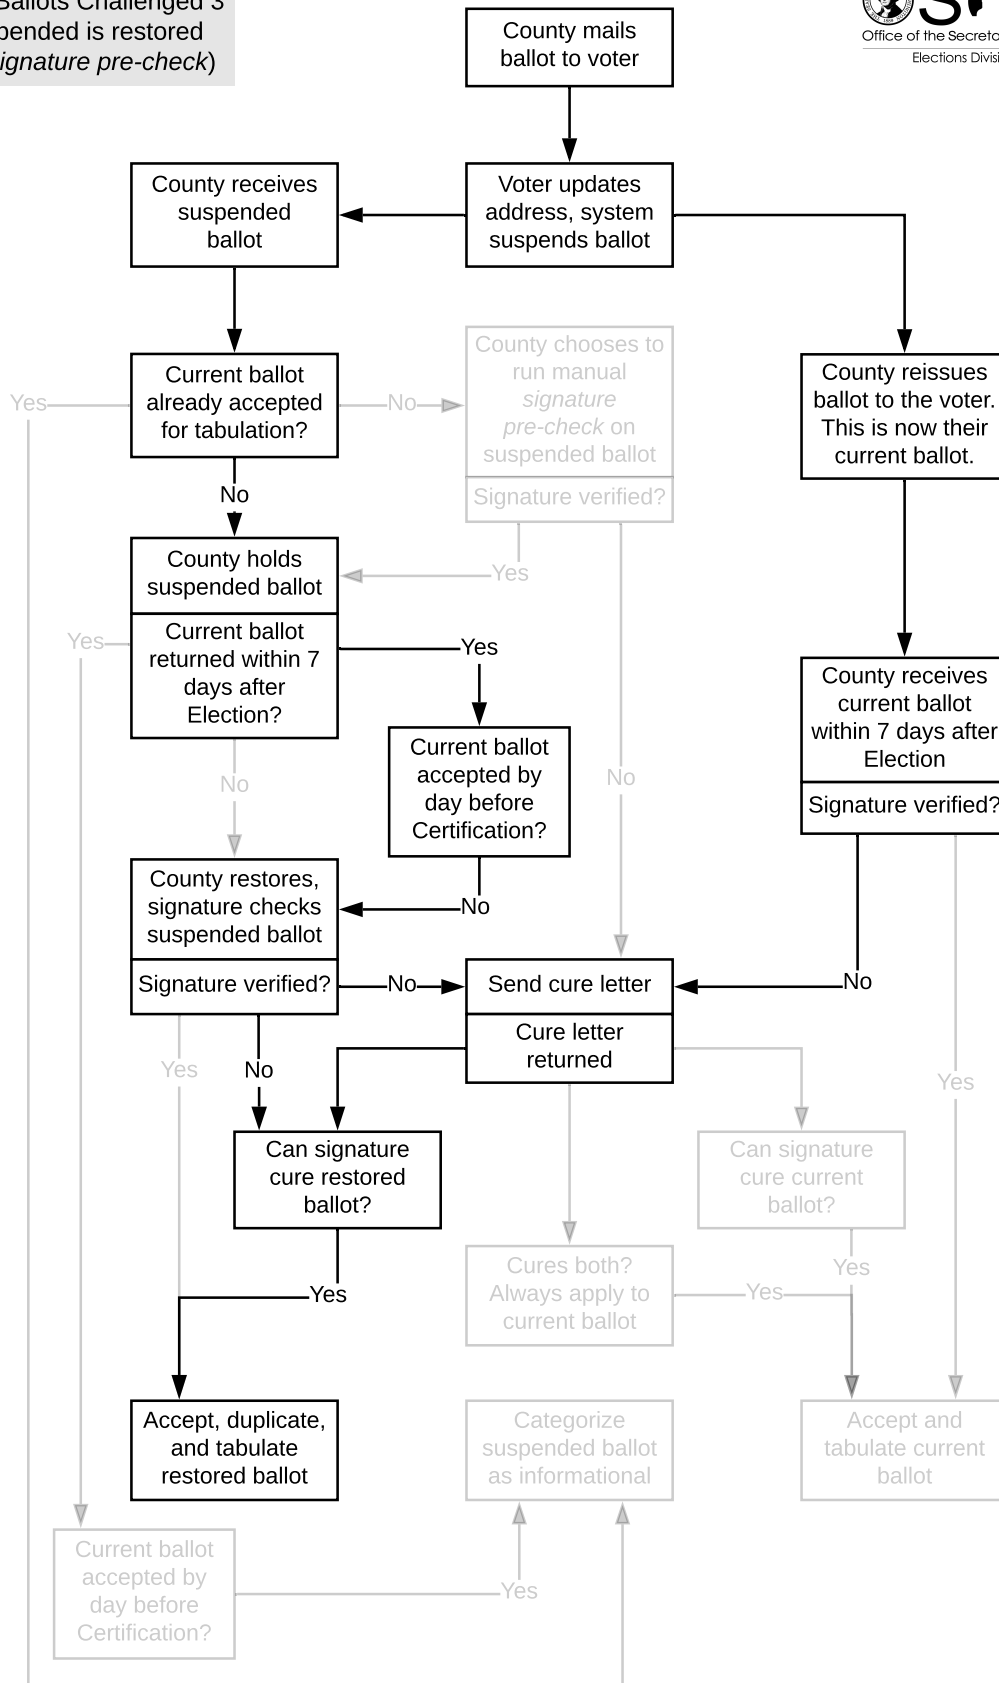 Ballots Challenged 3
pended is restored
ignature pre-check)
Office of the Secreta
Elections Divisi
County mails
ballot to voter
County receives
suspended
ballot
Voter updates
address, system
suspends ballot
Current ballot
already accepted
for tabulation?
Yes
No
County chooses to
run manual
signature
pre-check on
suspended ballot
Signature verified?
County reissues
ballot to the voter.
This is now their
current ballot.
No
County holds
suspended ballot
Yes
Current ballot
returned within 7
days after
Election?
Yes
Yes
County receives
current ballot
within 7 days after
Election
Signature verified?
Current ballot
accepted by
day before
Certification?
No
No
County restores,
signature checks
suspended ballot
No
Signature verified?
No
Send cure letter
No
Cure letter
returned
Yes
No
Yes
Can signature
cure restored
ballot?
Can signature
cure current
ballot?
Yes
Cures both?
Always apply to
current ballot
Yes
Yes
Accept, duplicate,
and tabulate
restored ballot
Categorize
suspended ballot
as informational
Accept and
tabulate current
ballot
Current ballot
accepted by
day before
Certification?
Yes